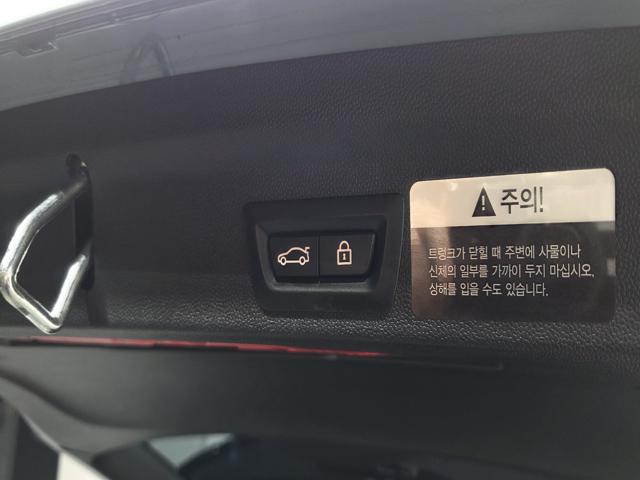 주의!
트렁크가 닫힐 때 주변에 사물이나
신체의 일부를 가까이 두지 마십시오.
상해를 입을 수도 있습니다.